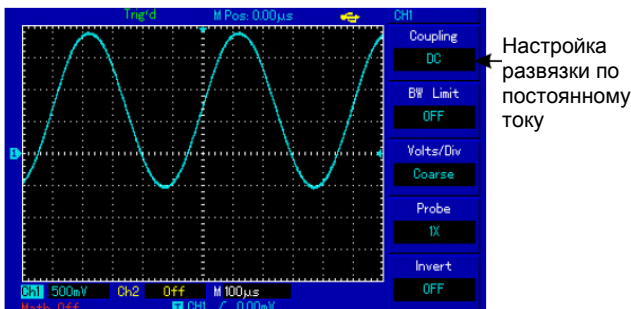 Trig'd M Pos: 0.00µs CH1
Coupling
DC
Настройка
развязки по
постоянному
току
BW Limit
OFF
1
Volts/Div
Coarse
Probe
1X
Invert
OFF
Ch1 500mV Ch2 Off M 100µs
Math Off T CH1 / 0.00mV